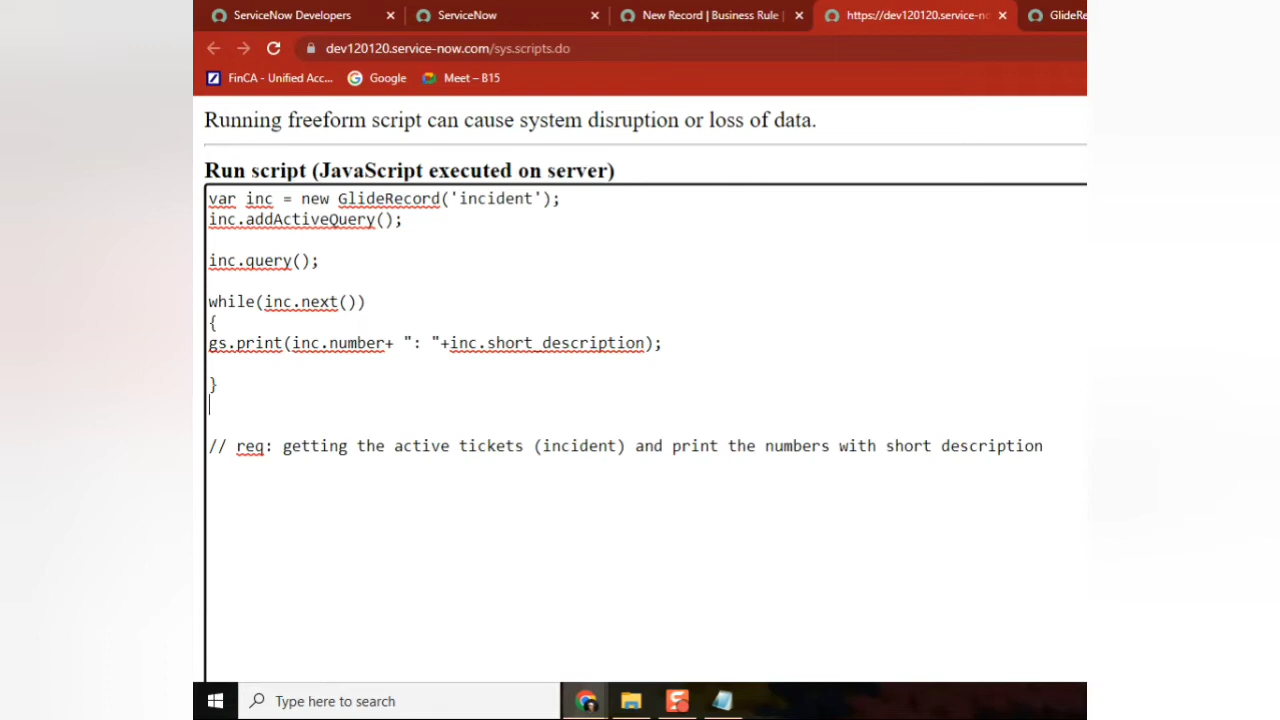 ServiceNow Developers
ServiceNow
New Record | Business Rule |
https://dev120120.service-no
GlideRe
dev120120.service-now.com/sys.scripts.do
FinCA - Unified Acc...
Google
Meet – B15
Running freeform script can cause system disruption or loss of data.
Run script (JavaScript executed on server)
var inc = new GlideRecord('incident');
inc.addActiveQuery();
inc.query();
while(inc.next())
{
gs.print(inc.number+ ": "+inc.short_description);
}
// req: getting the active tickets (incident) and print the numbers with short description
Type here to search